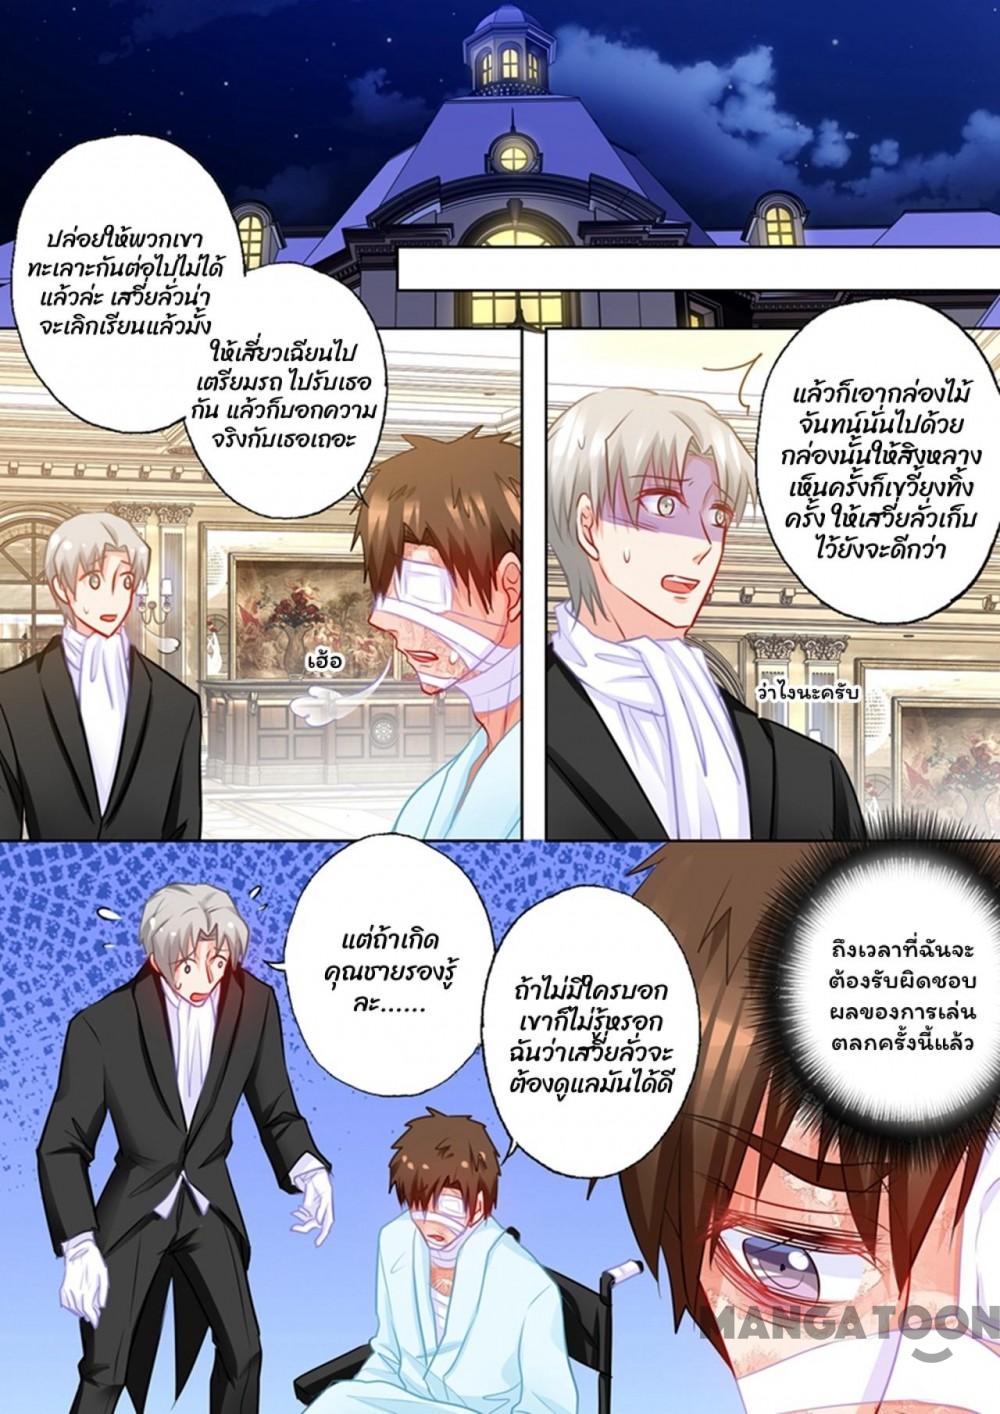 ปล่อยให้พวกเขา
ทะเลาะกันต่อไปไม่ได้
แล้วล่ะ เสวี่ยลั่วน่า
จะเลิกเรียนแล้วมั้ง
ให้เสี่ยวเฉียนไป
เตรียมรถ ไปรับเธอ
กัน แล้วก็บอกความ
จริงกับเธอเถอะ
เฮ้อ
แล้วก็เอากล่องไม้
จันทน์นั่นไปด้วย
กล่องนั้นให้สิงหลาง
เห็นครั้งก็เขวี้ยงทิ้ง
ครั้ง ให้เสวี่ยลั่วเก็บ
ไว้ยังจะดีกว่า
ว่าไงนะครับ
แต่ถ้าเกิด
คุณชายรองรู้
ละ......
ถ้าไม่มีใครบอก
เขาก็ไม่รู้หรอก
ฉันว่าเสวี่ยลั่วจะ
ต้องดูแลมันได้ดี
ถึงเวลาที่ฉันจะ
ต้องรับผิดชอบ
ผลของการเล่น
ตลกครั้งนี้แล้ว
MANGATOON